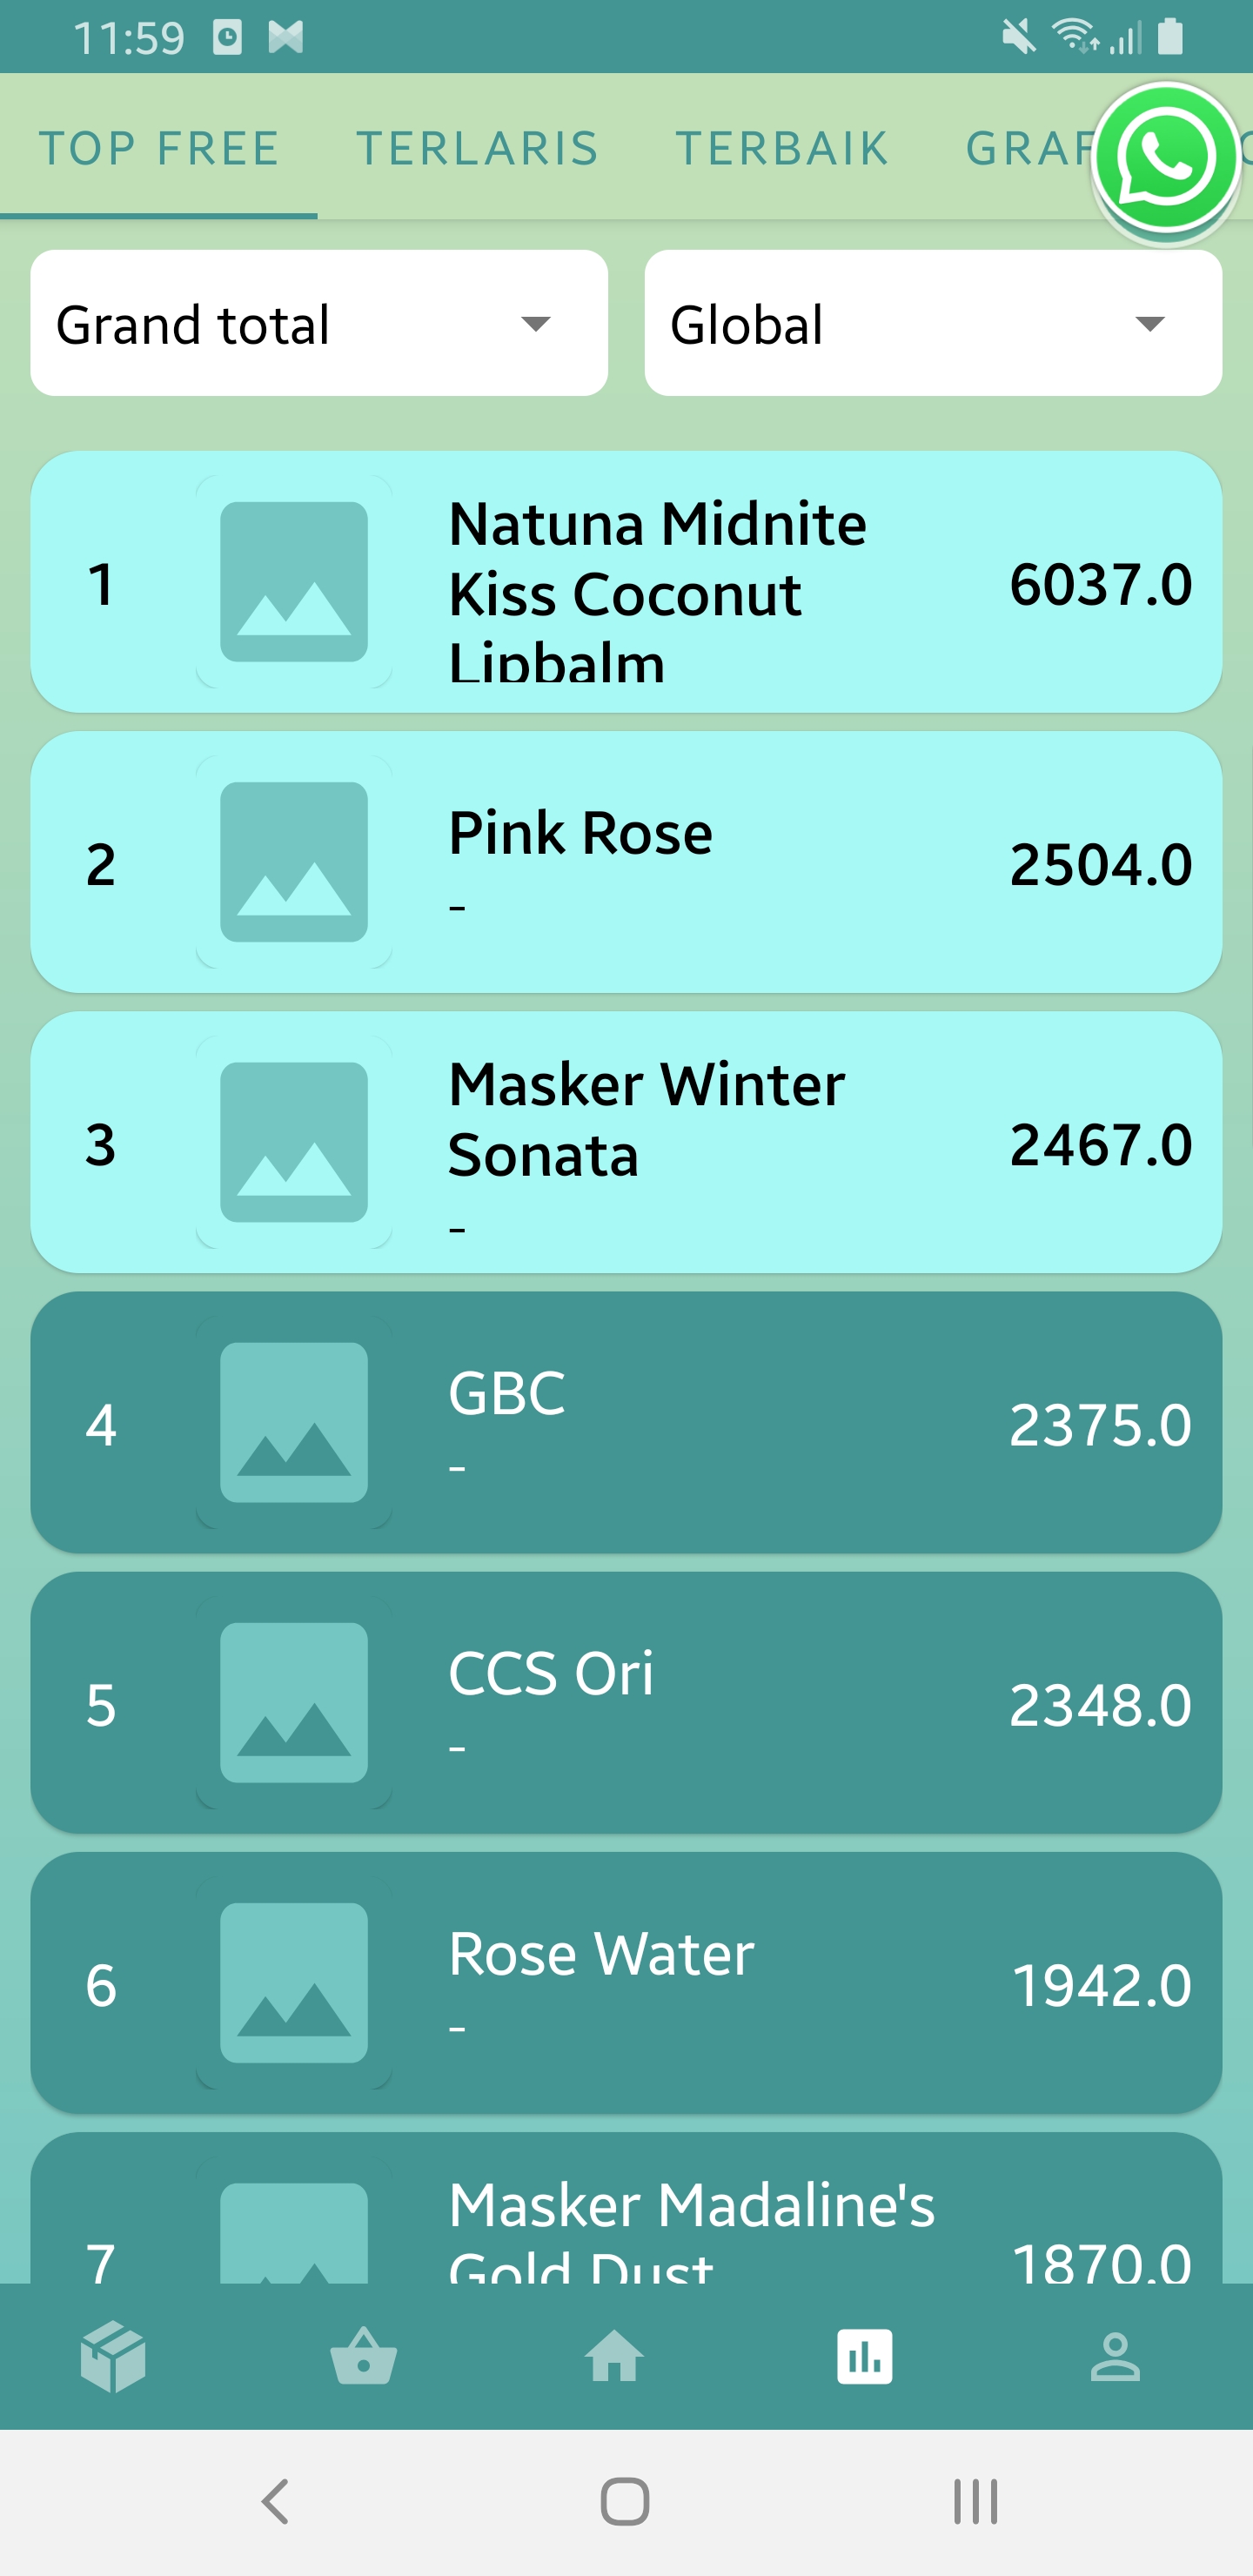 11:59
TOP FREE TERLARIS TERBAIK
Grand total Global
1 Natuna Midnite Kiss Coconut Lipbalm 6037.0
2 Pink Rose - 2504.0
3 Masker Winter Sonata - 2467.0
4 GBC - 2375.0
5 CCS Ori - 2348.0
6 Rose Water - 1942.0
7 Masker Madaline's Gold Dust 1870.0